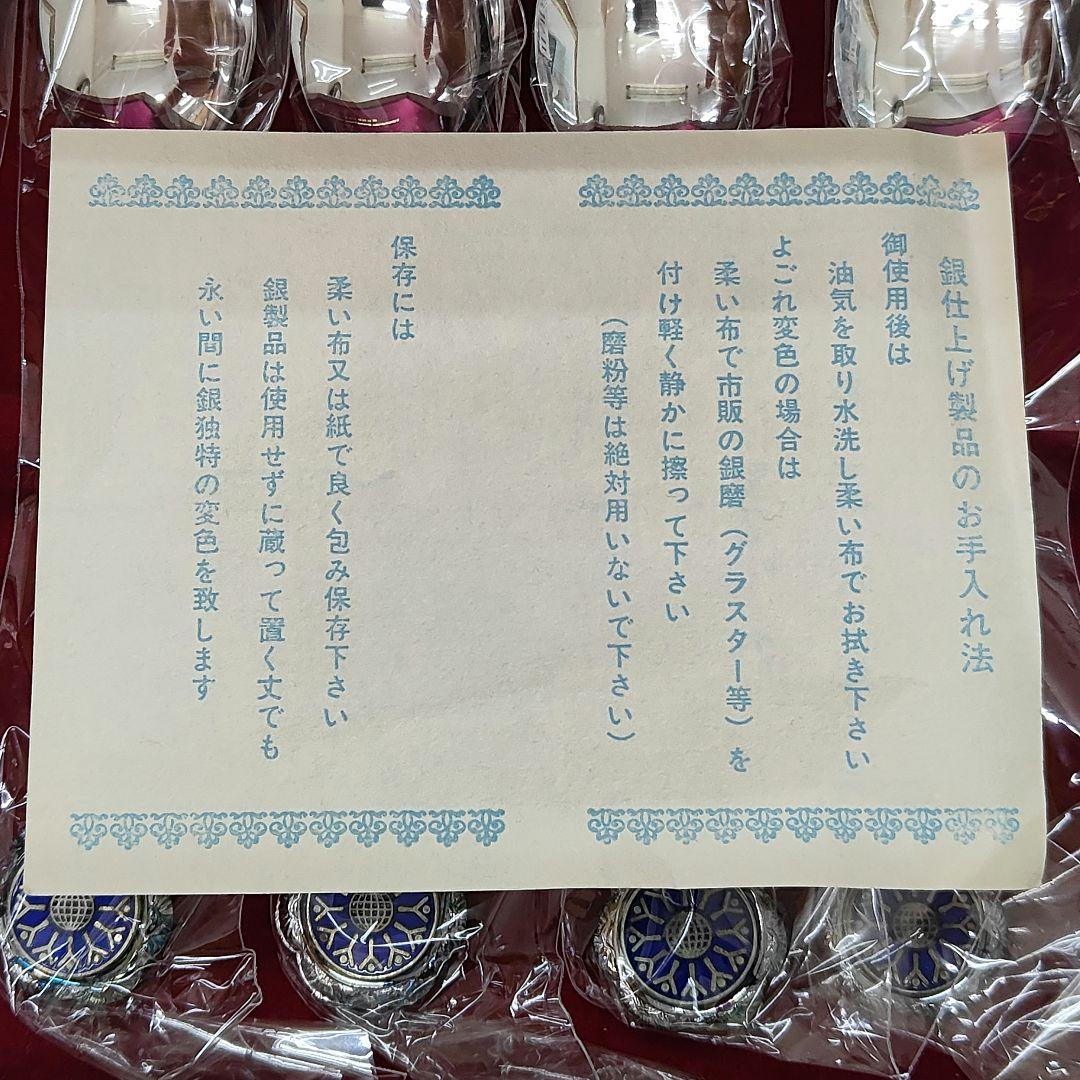 銀仕上げ製品のお手入れ法
御使用後は
油気を取り水洗し柔い布でお拭き下さい
よごれ変色の場合は
柔い布で市販の銀磨(グラスター等)を
付け軽く静かに擦って下さい
(磨粉等は絶対用いないで下さい)
保存には
柔い布又は紙で良く包み保存下さい
銀製品は使用せずに蔵って置く丈でも
永い間に銀独特の変色を致します